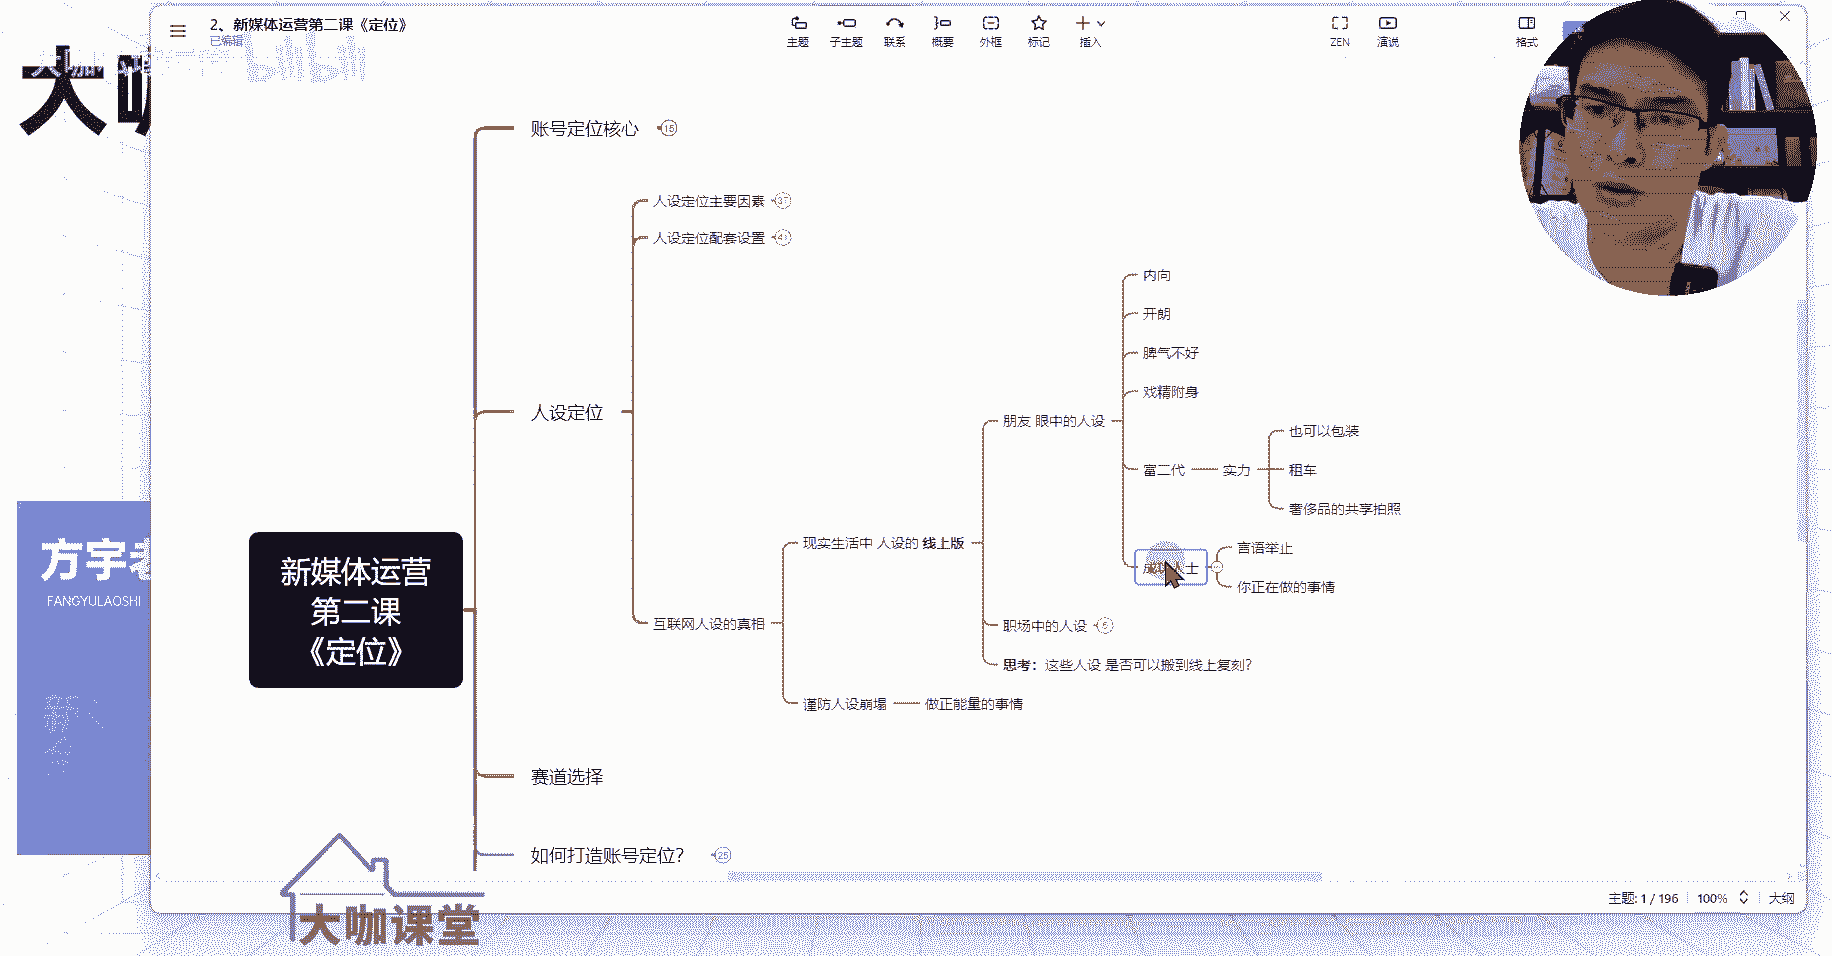 2、新媒体运营第二课《定位》
已编辑
主题
子主题
联系
概要
外框
标记
插入
ZEN
演说
格式
bilibili
大咖
账号定位核心 15
人设定位主要因素 37
人设定位配套设置
内向
开朗
脾气不好
戏精附身
人设定位
朋友 眼中的人设
也可以包装
富二代
实力
租车
奢侈品的共享拍照
现实生活中 人设的 线上版
言语举止
成功人士
你正在做的事情
方宇老
FANGYULAOSHI
新媒体运营
第二课
《定位》
互联网人设的真相
职场中的人设
思考：这些人设 是否可以搬到线上复刻？
谨防人设崩塌
做正能量的事情
赛道选择
如何打造账号定位？ 25
大咖课堂
主题: 1 / 196
100%
大纲